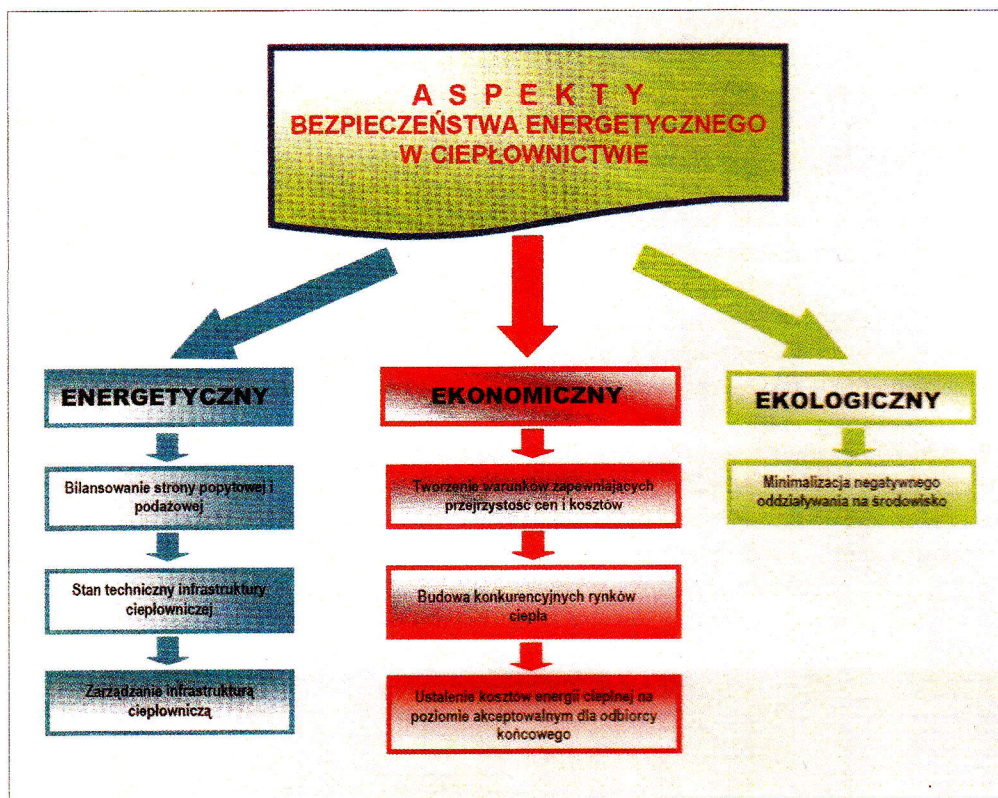 A S P E K T Y
BEZPIECZEŃSTWA ENERGETYCZNEGO
W CIEPŁOWNICTWIE
ENERGETYCZNY
Bilansowanie strony popytowej i
podażowej
Stan techniczny infrastruktury
ciepłowniczej
Zarządzanie infrastrukturą
ciepłowniczą
EKONOMICZNY
Tworzenie warunków zapewniających
przejrzystość cen i kosztów
Budowa konkurencyjnych rynków
ciepła
Ustalenie kosztów energii cieplnej na
poziomie akceptowalnym dla odbiorcy
końcowego
EKOLOGICZNY
Minimalizacja negatywnego
oddziaływania na środowisko